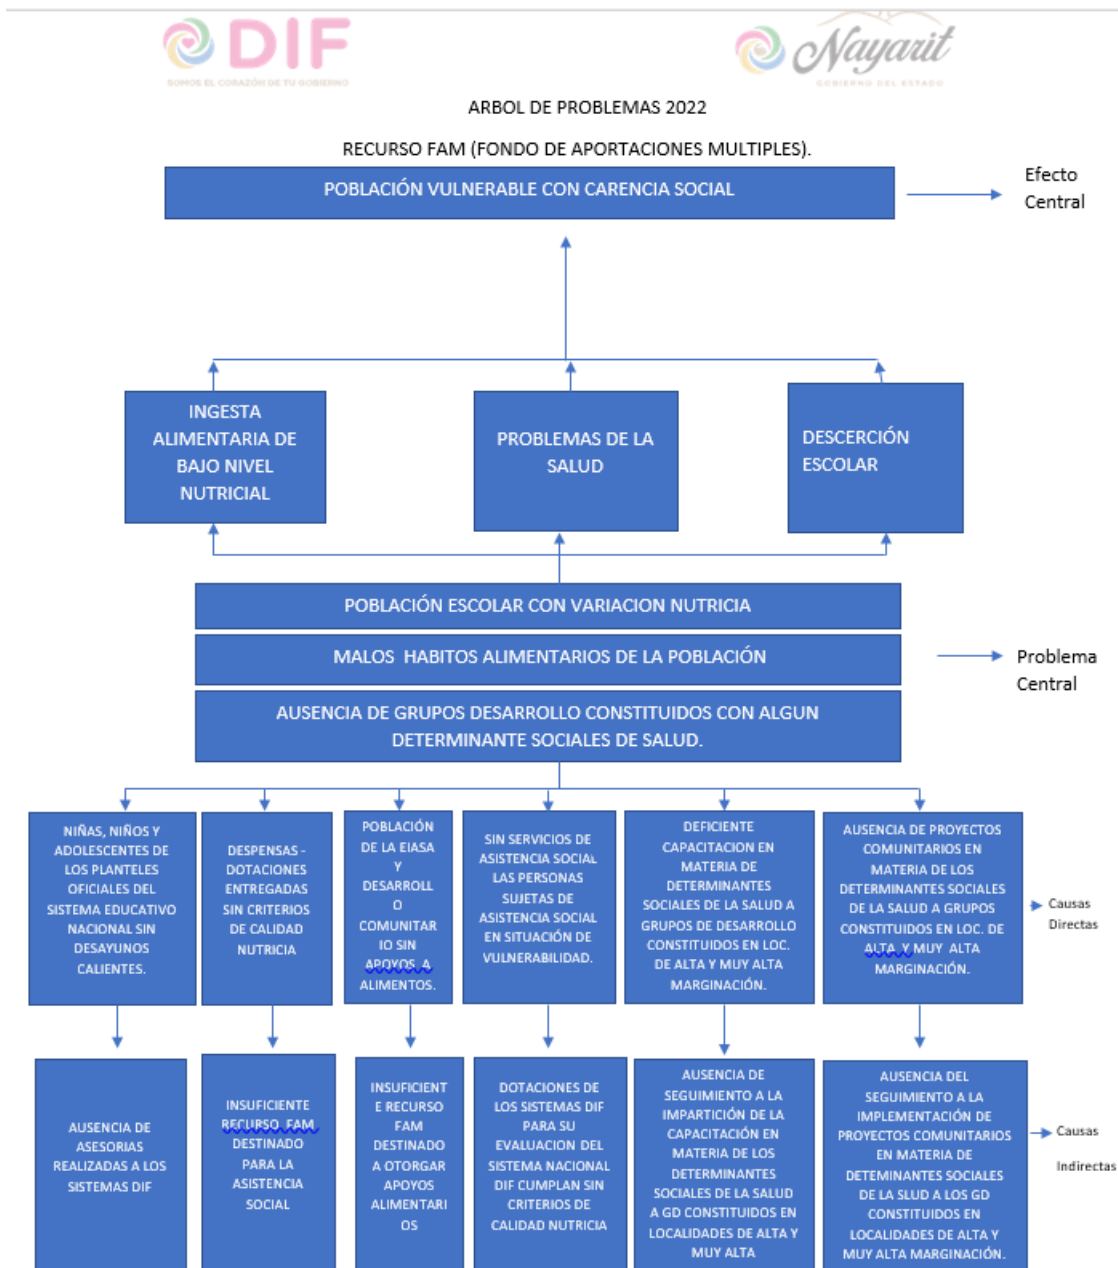 DIF
SOMOS EL CORAZÓN DE TU GOBIERNO
Nayarit
GOBIERNO DEL ESTADO
ARBOL DE PROBLEMAS 2022
RECURSO FAM (FONDO DE APORTACIONES MULTIPLES).
POBLACIÓN VULNERABLE CON CARENCIA SOCIAL
Efecto
Central
INGESTA
ALIMENTARIA DE
BAJO NIVEL
NUTRICIAL
PROBLEMAS DE LA
SALUD
DESCERCIÓN
ESCOLAR
POBLACIÓN ESCOLAR CON VARIACION NUTRICIA
MALOS HABITOS ALIMENTARIOS DE LA POBLACIÓN
AUSENCIA DE GRUPOS DESARROLLO CONSTITUIDOS CON ALGUN
DETERMINANTE SOCIALES DE SALUD.
Problema
Central
NIÑAS, NIÑOS Y
ADOLESCENTES DE
LOS PLANTELES
OFICIALES DEL
SISTEMA EDUCATIVO
NACIONAL SIN
DESAYUNOS
CALIENTES.
DESPENSAS -
DOTACIONES
ENTREGADAS
SIN CRITERIOS
DE CALIDAD
NUTRICIA
POBLACIÓN
DE LA EIASA
Y
DESARROLL
O
COMUNITAR
IO SIN
APOYOS A
ALIMENTOS.
SIN SERVICIOS DE
ASISTENCIA SOCIAL
LAS PERSONAS
SUJETAS DE
ASISTENCIA SOCIAL
EN SITUACIÓN DE
VULNERABILIDAD.
DEFICIENTE
CAPACITACION EN
MATERIA DE
DETERMINANTES
SOCIALES DE LA SALUD A
GRUPOS DE DESARROLLO
CONSTITUIDOS EN LOC.
DE ALTA Y MUY ALTA
MARGINACIÓN.
AUSENCIA DE PROYECTOS
COMUNITARIOS EN
MATERIA DE LOS
DETERMINANTES SOCIALES
DE LA SALUD A GRUPOS
CONSTITUIDOS EN LOC. DE
ALTA Y MUY ALTA
MARGINACIÓN.
Causas
Directas
AUSENCIA DE
ASESORIAS
REALIZADAS A LOS
SISTEMAS DIF
INSUFICIENTE
RECURSO FAM
DESTINADO
PARA LA
ASISTENCIA
SOCIAL
INSUFICIENT
E RECURSO
FAM
DESTINADO
A OTORGAR
APOYOS
ALIMENTARI
OS
DOTACIONES DE
LOS SISTEMAS DIF
PARA SU
EVALUACION DEL
SISTEMA NACIONAL
DIF CUMPLAN SIN
CRITERIOS DE
CALIDAD NUTRICIA
AUSENCIA DE
SEGUIMIENTO A LA
IMPARTICIÓN DE LA
CAPACITACIÓN EN
MATERIA DE LOS
DETERMINANTES
SOCIALES DE LA SALUD
A GD CONSTITUIDOS EN
LOCALIDADES DE ALTA Y
MUY ALTA
AUSENCIA DEL
SEGUIMIENTO A LA
IMPLEMENTACIÓN DE
PROYECTOS COMUNITARIOS
EN MATERIA DE
DETEMINANTES SOCIALES
DE LA SLUD A LOS GD
CONSTITUIDOS EN
LOCALIDADES DE ALTA Y
MUY ALTA MARGINACIÓN.
Causas
Indirectas